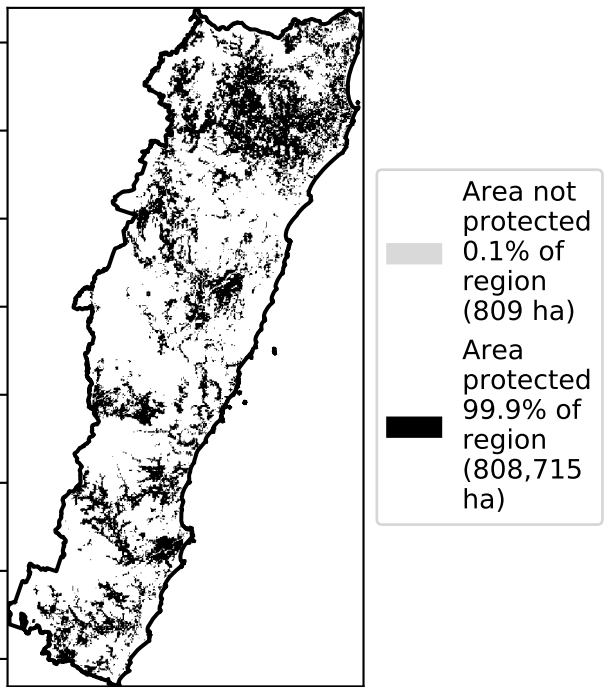 Area not
protected
0.1% of
region
(809 ha)
Area
protected
99.9% of
region
(808,715
ha)